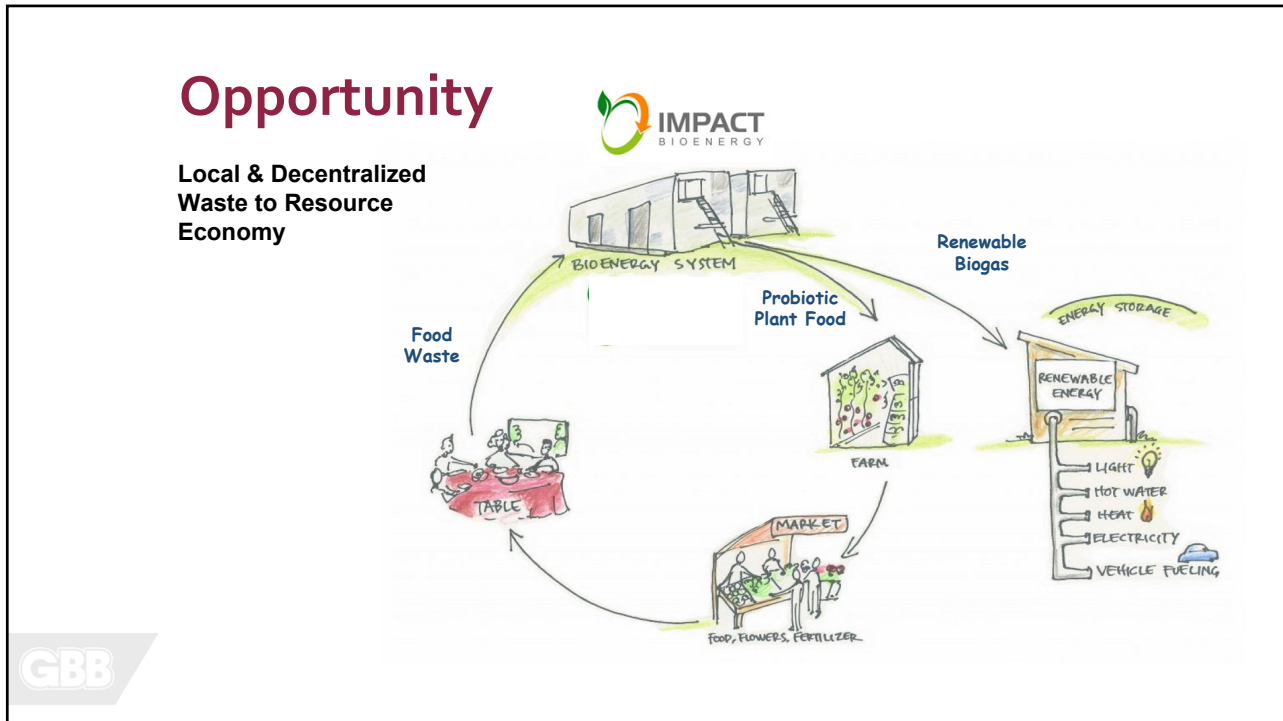 Opportunity
IMPACT
BIOENERGY
Local & Decentralized
Waste to Resource
Economy
BIOENERGY SYSTEM
Renewable
Biogas
Probiotic
Plant Food
ENERGY STORAGE
Food
Waste
RENEWABLE
ENERGY
FARM
LIGHT
HOT WATER
HEAT
ELECTRICITY
VEHICLE FUELING
TABLE
MARKET
FOOD, FLOWERS, FERTILIZER
GBB